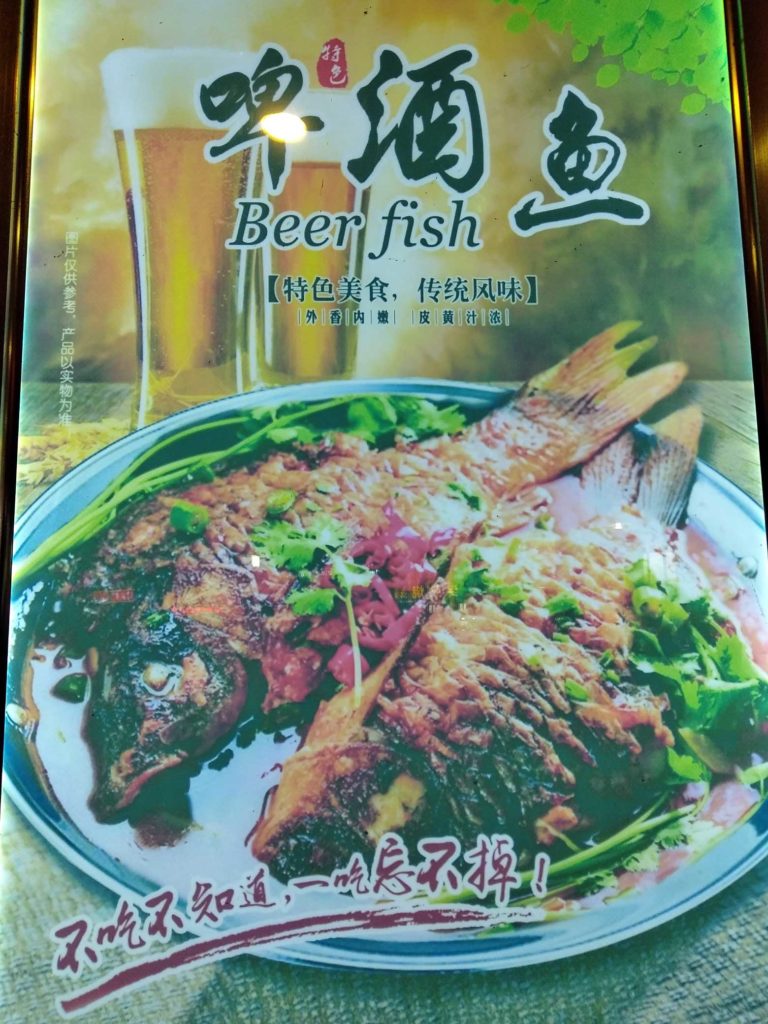 特色
啤酒鱼
Beer fish
【特色美食，传统风味】
|外|香|内|嫩| |皮|黄|汁|浓|
图片仅供参考，产品以实物为准
不吃不知道，一吃忘不掉！